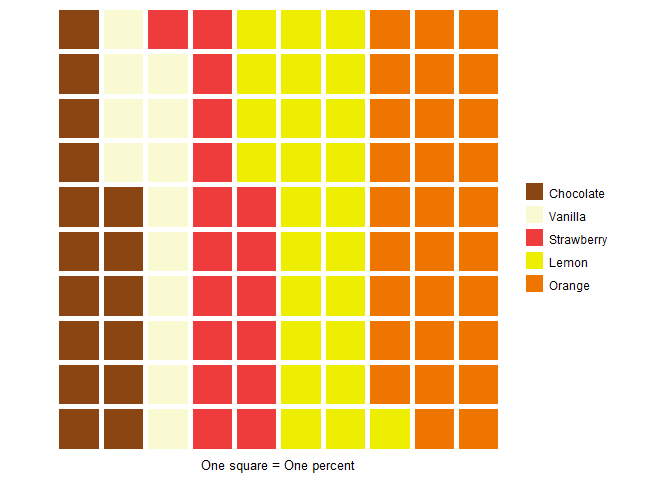 Chocolate
Vanilla
Strawberry
Lemon
Orange
One square = One percent